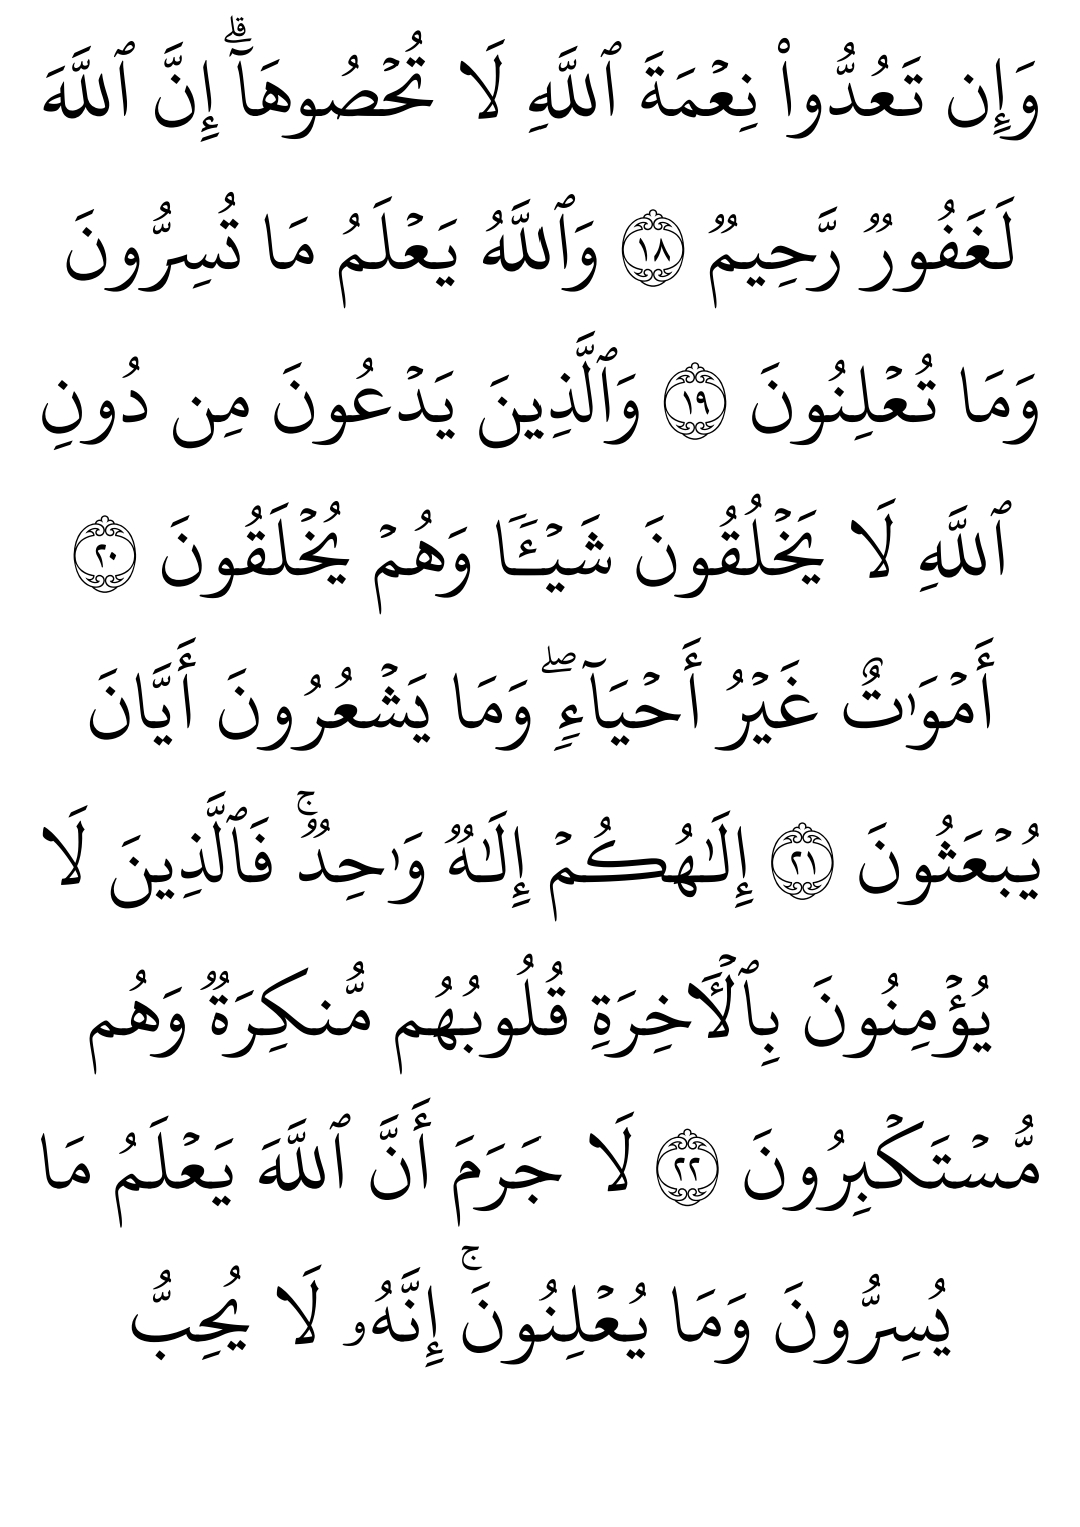 وَإِن تَعُدُّوا۟ نِعْمَةَ ٱللَّهِ لَا تُحْصُوهَآ ۗ إِنَّ ٱللَّهَ
لَغَفُورٌۭ رَّحِيمٌۭ ١٨ وَٱللَّهُ يَعْلَمُ مَا تُسِرُّونَ
وَمَا تُعْلِنُونَ ١٩ وَٱلَّذِينَ يَدْعُونَ مِن دُونِ
ٱللَّهِ لَا يَخْلُقُونَ شَيْـًۭٔا وَهُمْ يُخْلَقُونَ ٢٠
أَمْوَٰتٌ غَيْرُ أَحْيَآءٍۢ ۖ وَمَا يَشْعُرُونَ أَيَّانَ
يُبْعَثُونَ ٢١ إِلَـٰهُكُمْ إِلَـٰهٌۭ وَٰحِدٌۭ ۚ فَٱلَّذِينَ لَا
يُؤْمِنُونَ بِٱلْـَٔاخِرَةِ قُلُوبُهُم مُّنكِرَةٌۭ وَهُم
مُّسْتَكْبِرُونَ ٢٢ لَا جَرَمَ أَنَّ ٱللَّهَ يَعْلَمُ مَا
يُسِرُّونَ وَمَا يُعْلِنُونَ ۚ إِنَّهُۥ لَا يُحِبُّ